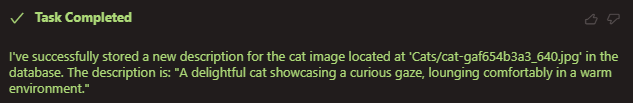 Task Completed
I've successfully stored a new description for the cat image located at 'Cats/cat-gaf654b3a3_640.jpg' in the
database. The description is: "A delightful cat showcasing a curious gaze, lounging comfortably in a warm
environment."